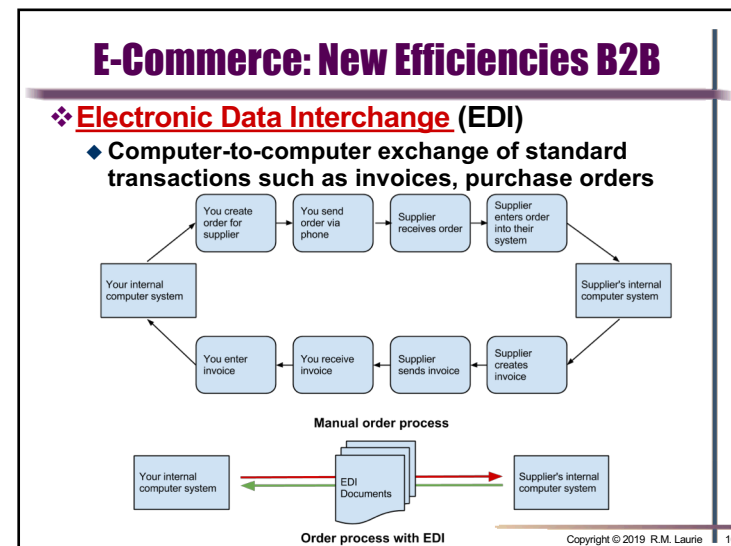 E-Commerce: New Efficiencies B2B
Electronic Data Interchange (EDI)
Computer-to-computer exchange of standard
transactions such as invoices, purchase orders
You create
order for
supplier
You send
order via
phone
Supplier
receives order
Supplier
enters order
into their
system
Your internal
computer system
Supplier's internal
computer system
You enter
invoice
You receive
invoice
Supplier
sends invoice
Supplier
creates
invoice
Manual order process
Your internal
computer system
EDI
Documents
Supplier's internal
computer system
Order process with EDI
Copyright © 2019 R.M. Laurie